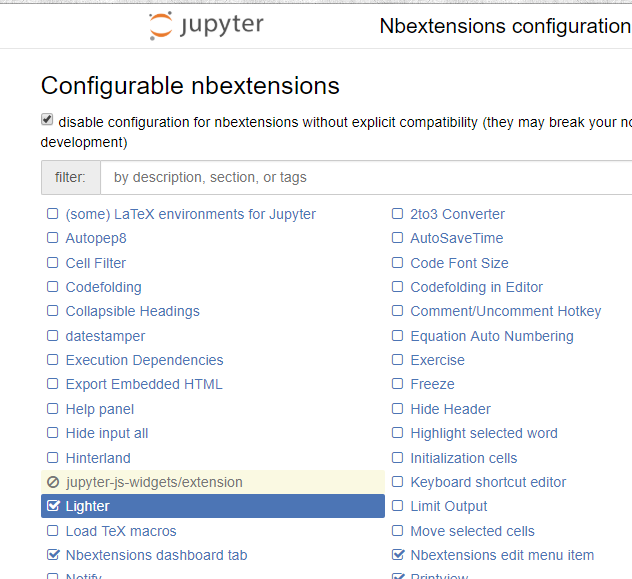 jupyter
Nbextensions configuration
Configurable nbextensions
disable configuration for nbextensions without explicit compatibility (they may break your no
development)
filter: by description, section, or tags
(some) LaTeX environments for Jupyter
2to3 Converter
Autopep8
AutoSaveTime
Cell Filter
Code Font Size
Codefolding
Codefolding in Editor
Collapsible Headings
Comment/Uncomment Hotkey
datestamper
Equation Auto Numbering
Execution Dependencies
Exercise
Export Embedded HTML
Freeze
Help panel
Hide Header
Hide input all
Highlight selected word
Hinterland
Initialization cells
jupyter-js-widgets/extension
Keyboard shortcut editor
Lighter
Limit Output
Load TeX macros
Move selected cells
Nbextensions dashboard tab
Nbextensions edit menu item
Notify
Printview